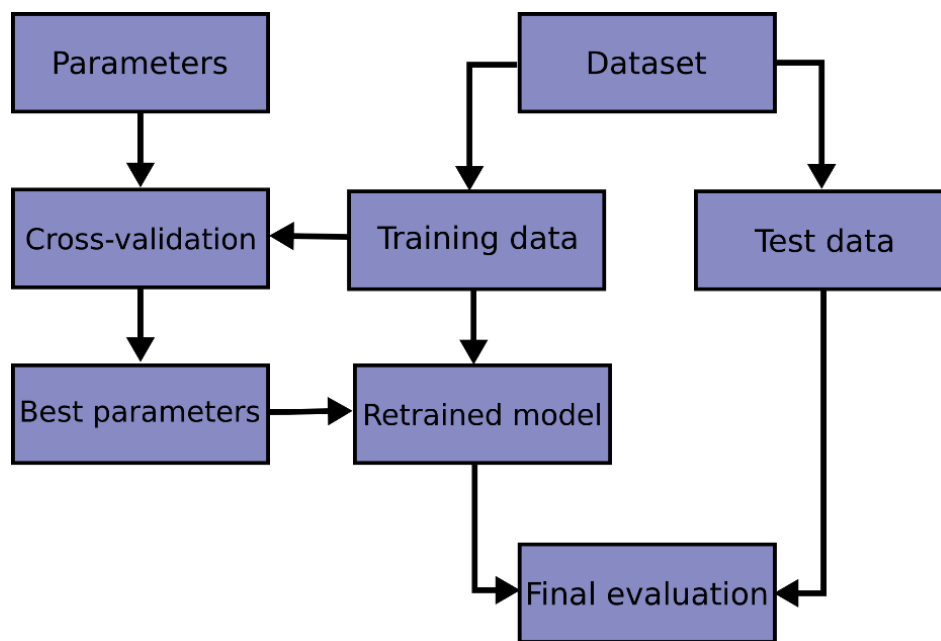 Parameters
Dataset
Cross-validation
Training data
Test data
Best parameters
Retrained model
Final evaluation